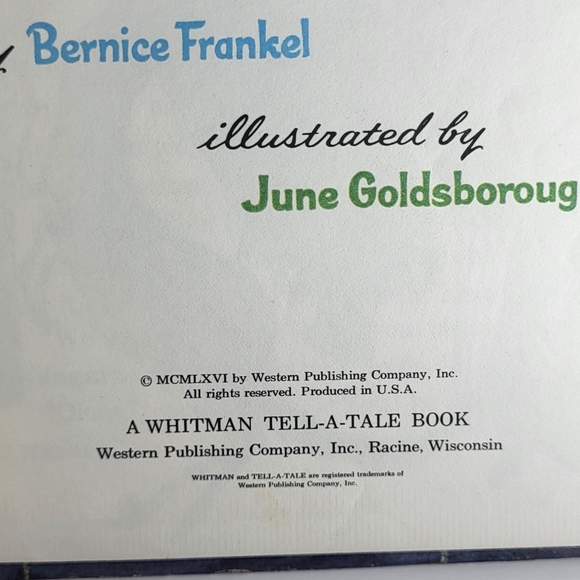 y Bernice Frankel
illustrated by
June Goldsboroug
© MCMLXVI by Western Publishing Company, Inc.
All rights reserved. Produced in U.S.A.
A WHITMAN TELL-A-TALE BOOK
Western Publishing Company, Inc., Racine, Wisconsin
WHITMAN and TELL-A-TALE are registered trademarks of
Western Publishing Company, Inc.